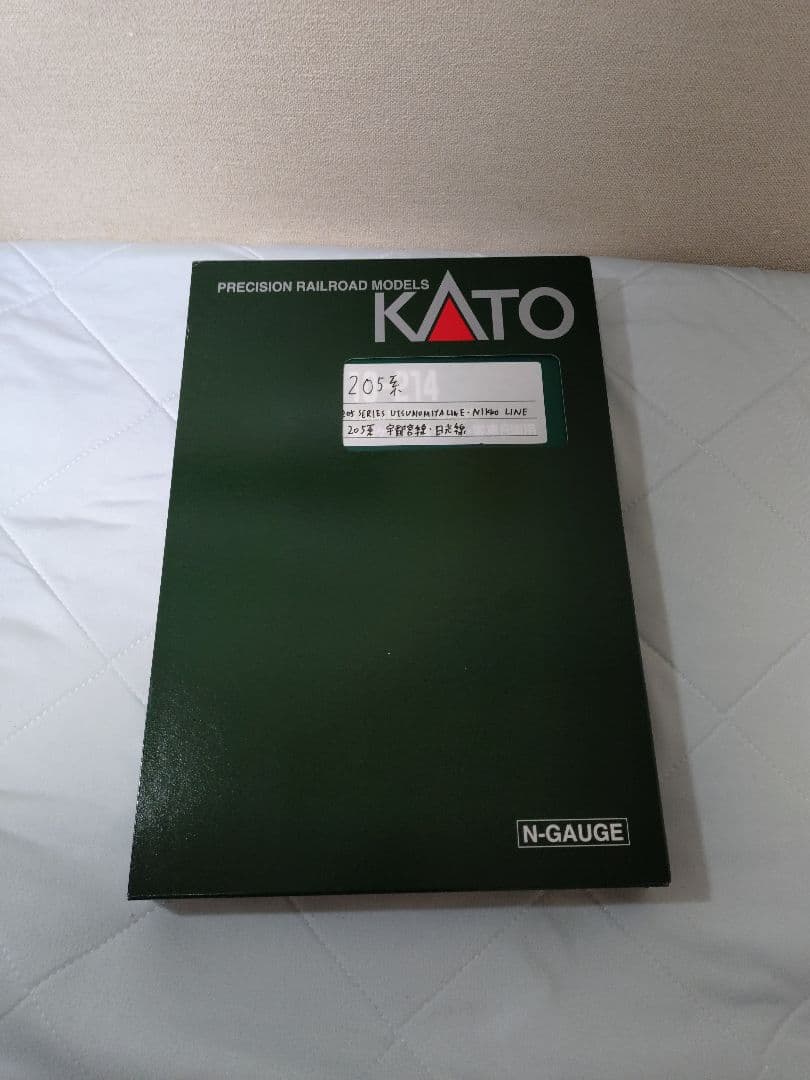 PRECISION RAILROAD MODELS
KATO
214
205系
205 SERIES UTSUNOMIYA LINE・NIKKO LINE
205系 宇都宮線・日光線
N-GAUGE